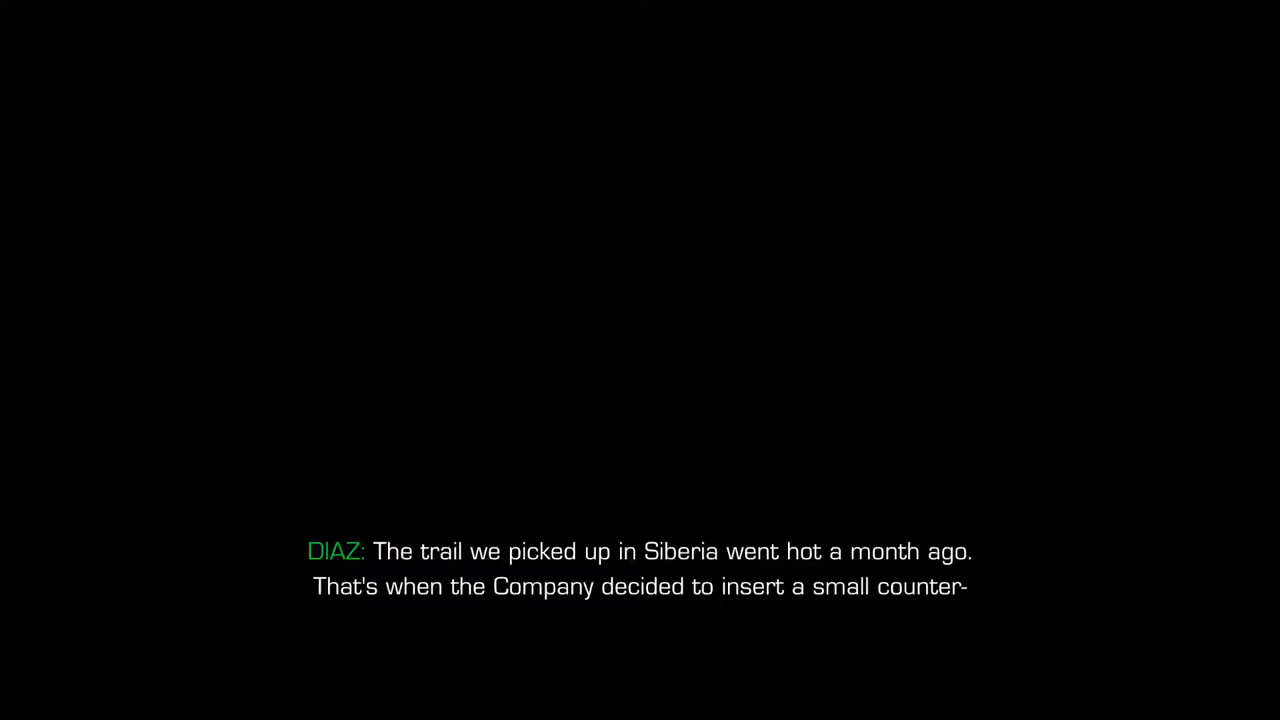 DIAZ: The trail we picked up in Siberia went hot a month ago.
That's when the Company decided to insert a small counter-